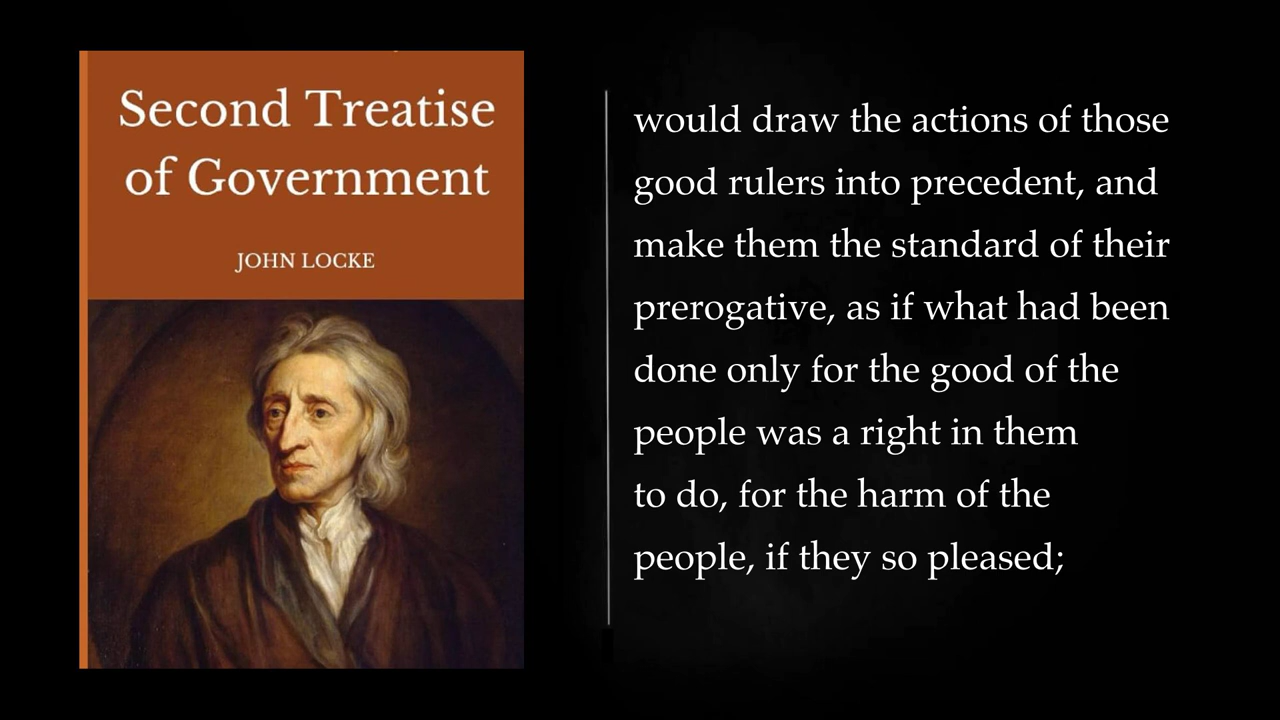 Second Treatise
of Government
JOHN LOCKE
would draw the actions of those
good rulers into precedent, and
make them the standard of their
prerogative, as if what had been
done only for the good of the
people was a right in them
to do, for the harm of the
people, if they so pleased;